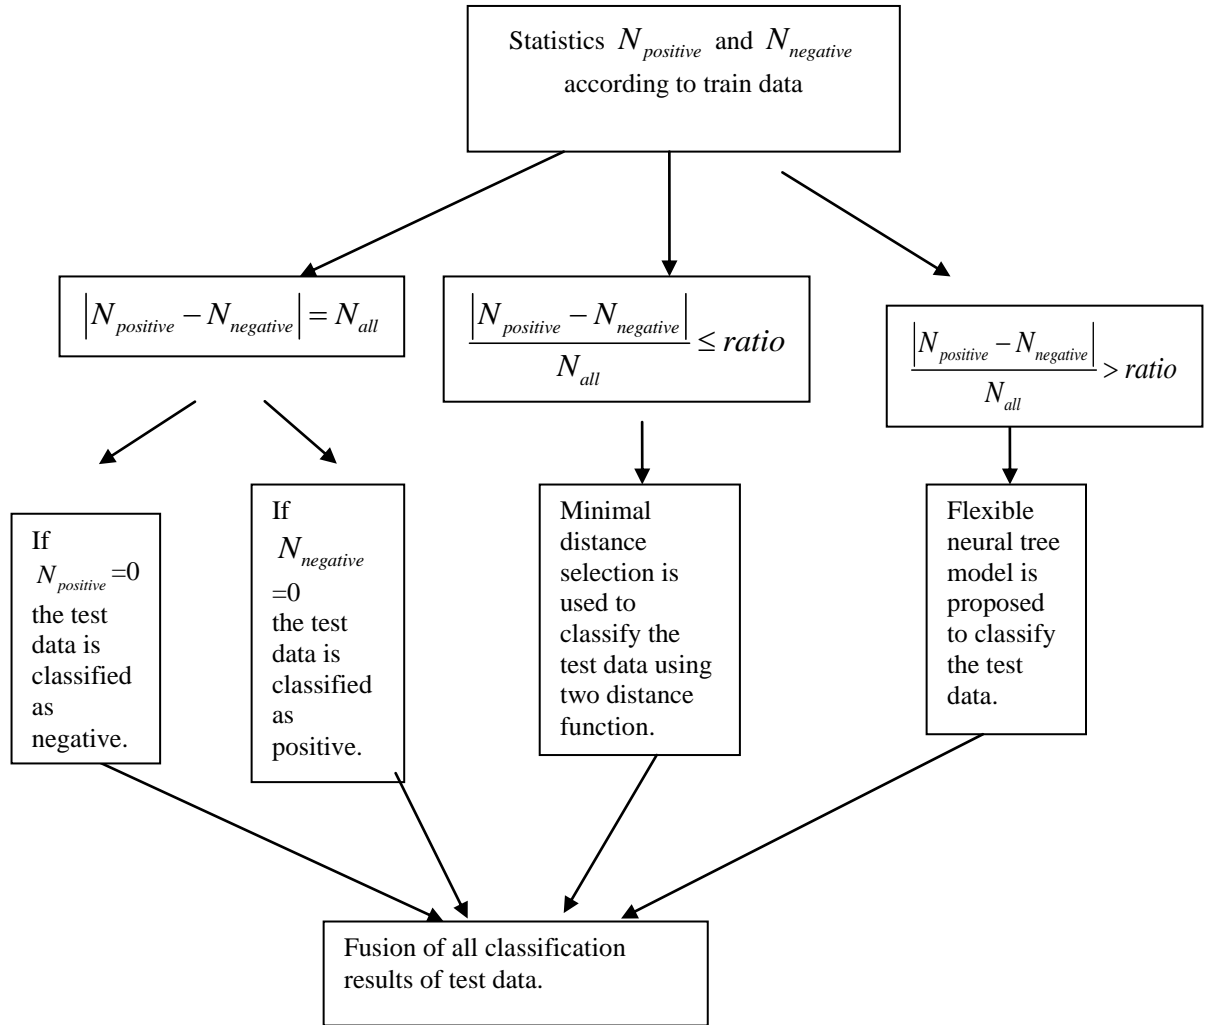 Statistics N_positive and N_negative
according to train data
|N_positive − N_negative| = N_all
|N_positive − N_negative|
N_all
≤ ratio
|N_positive − N_negative|
N_all
> ratio
If
N_positive =0
the test
data is
classified
as
negative.
If
N_negative
=0
the test
data is
classified
as
positive.
Minimal
distance
selection is
used to
classify the
test data using
two distance
function.
Flexible
neural tree
model is
proposed
to classify
the test
data.
Fusion of all classification
results of test data.